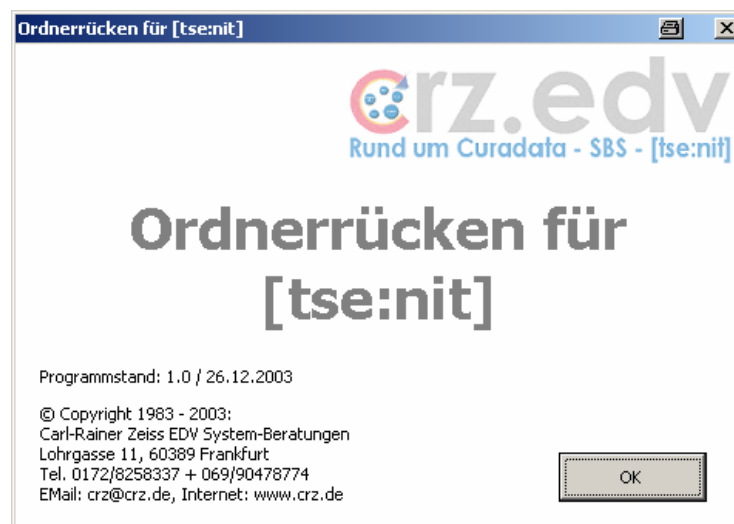 Ordnerrücken für [tse:nit]
crz.edv
Rund um Curadata - SBS - [tse:nit]
Ordnerrücken für
[tse:nit]
Programmstand: 1.0 / 26.12.2003
© Copyright 1983 - 2003:
Carl-Rainer Zeiss EDV System-Beratungen
Lohrgasse 11, 60389 Frankfurt
Tel. 0172/8258337 + 069/90478774
EMail: crz@crz.de, Internet: www.crz.de
OK